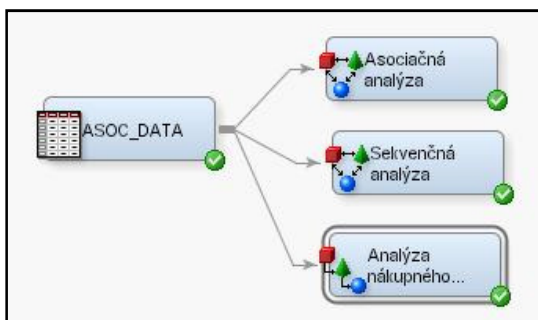 ASOC_DATA
Asociačná
analýza
Sekvenčná
analýza
Analýza
nákupného...